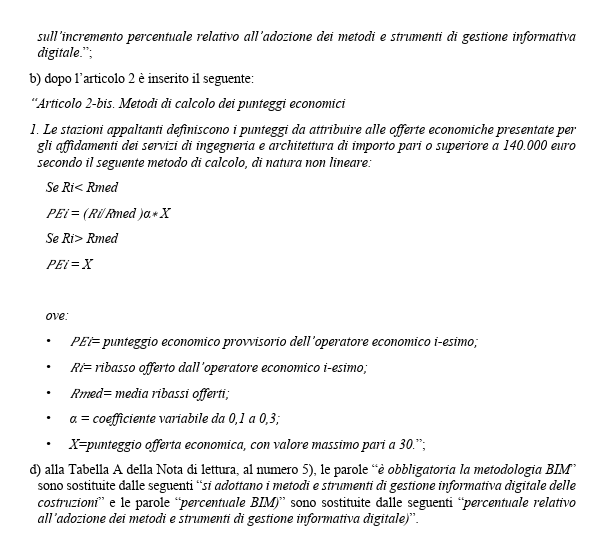 sull’incremento percentuale relativo all’adozione dei metodi e strumenti di gestione informativa
digitale.”;
b) dopo l’articolo 2 è inserito il seguente:
“Articolo 2-bis. Metodi di calcolo dei punteggi economici
1. Le stazioni appaltanti definiscono i punteggi da attribuire alle offerte economiche presentate per
gli affidamenti dei servizi di ingegneria e architettura di importo pari o superiore a 140.000 euro
secondo il seguente metodo di calcolo, di natura non lineare:
Se Ri< Rmed
PEi = (Ri/Rmed )α∗ X
Se Ri> Rmed
PEi = X
ove:
• PEi= punteggio economico provvisorio dell’operatore economico i-esimo;
• Ri= ribasso offerto dall’operatore economico i-esimo;
• Rmed= media ribassi offerti;
• α = coefficiente variabile da 0,1 a 0,3;
• X=punteggio offerta economica, con valore massimo pari a 30.”;
d) alla Tabella A della Nota di lettura, al numero 5), le parole “è obbligatoria la metodologia BIM”
sono sostituite dalle seguenti “si adottano i metodi e strumenti di gestione informativa digitale delle
costruzioni” e le parole “percentuale BIM)” sono sostituite dalle seguenti “percentuale relativo
all’adozione dei metodi e strumenti di gestione informativa digitale)”.